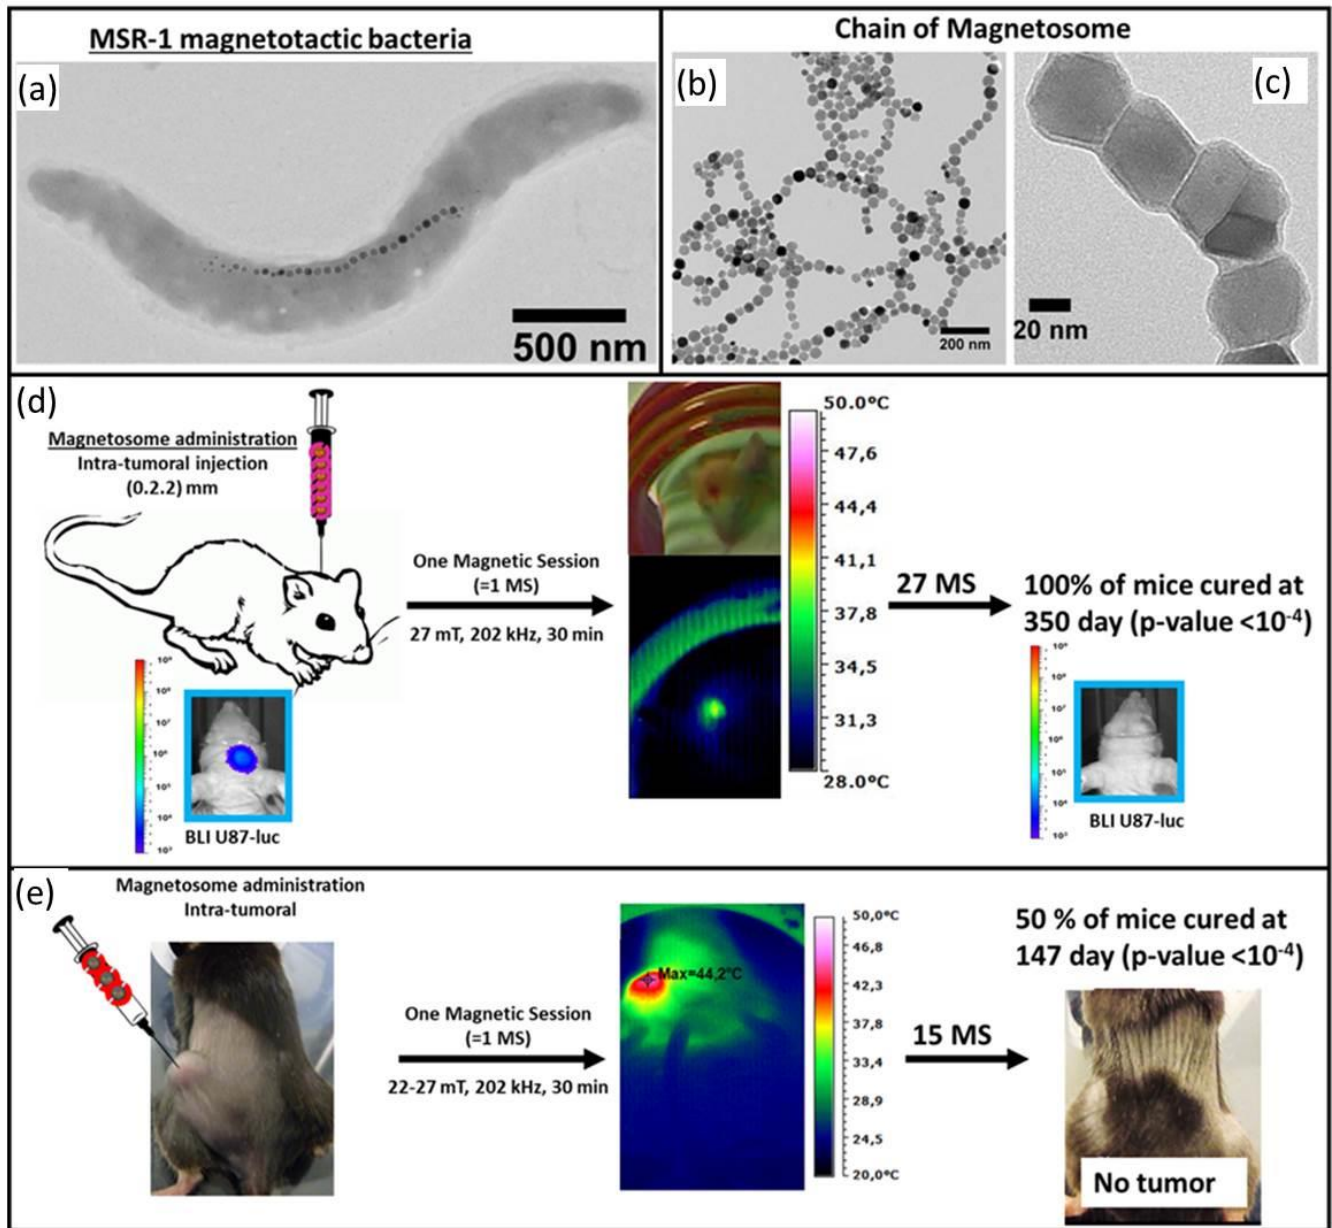 MSR-1 magnetotactic bacteria
(a)
500 nm
Chain of Magnetosome
(b)
200 nm
(c)
20 nm
(d)
Magnetosome administration
Intra-tumoral injection
(0.2.2) mm
One Magnetic Session
(=1 MS)
27 mT, 202 kHz, 30 min
50.0°C
47,6
44,4
41,1
37,8
34,5
31,3
28.0°C
27 MS
100% of mice cured at
350 day (p-value <10-4)
BLI U87-luc
BLI U87-luc
(e)
Magnetosome administration
Intra-tumoral
One Magnetic Session
(=1 MS)
22-27 mT, 202 kHz, 30 min
Max=44,2°C
50,0°C
46,8
42,3
37,8
33,4
28,9
24,5
20,0°C
15 MS
50 % of mice cured at
147 day (p-value <10-4)
No tumor